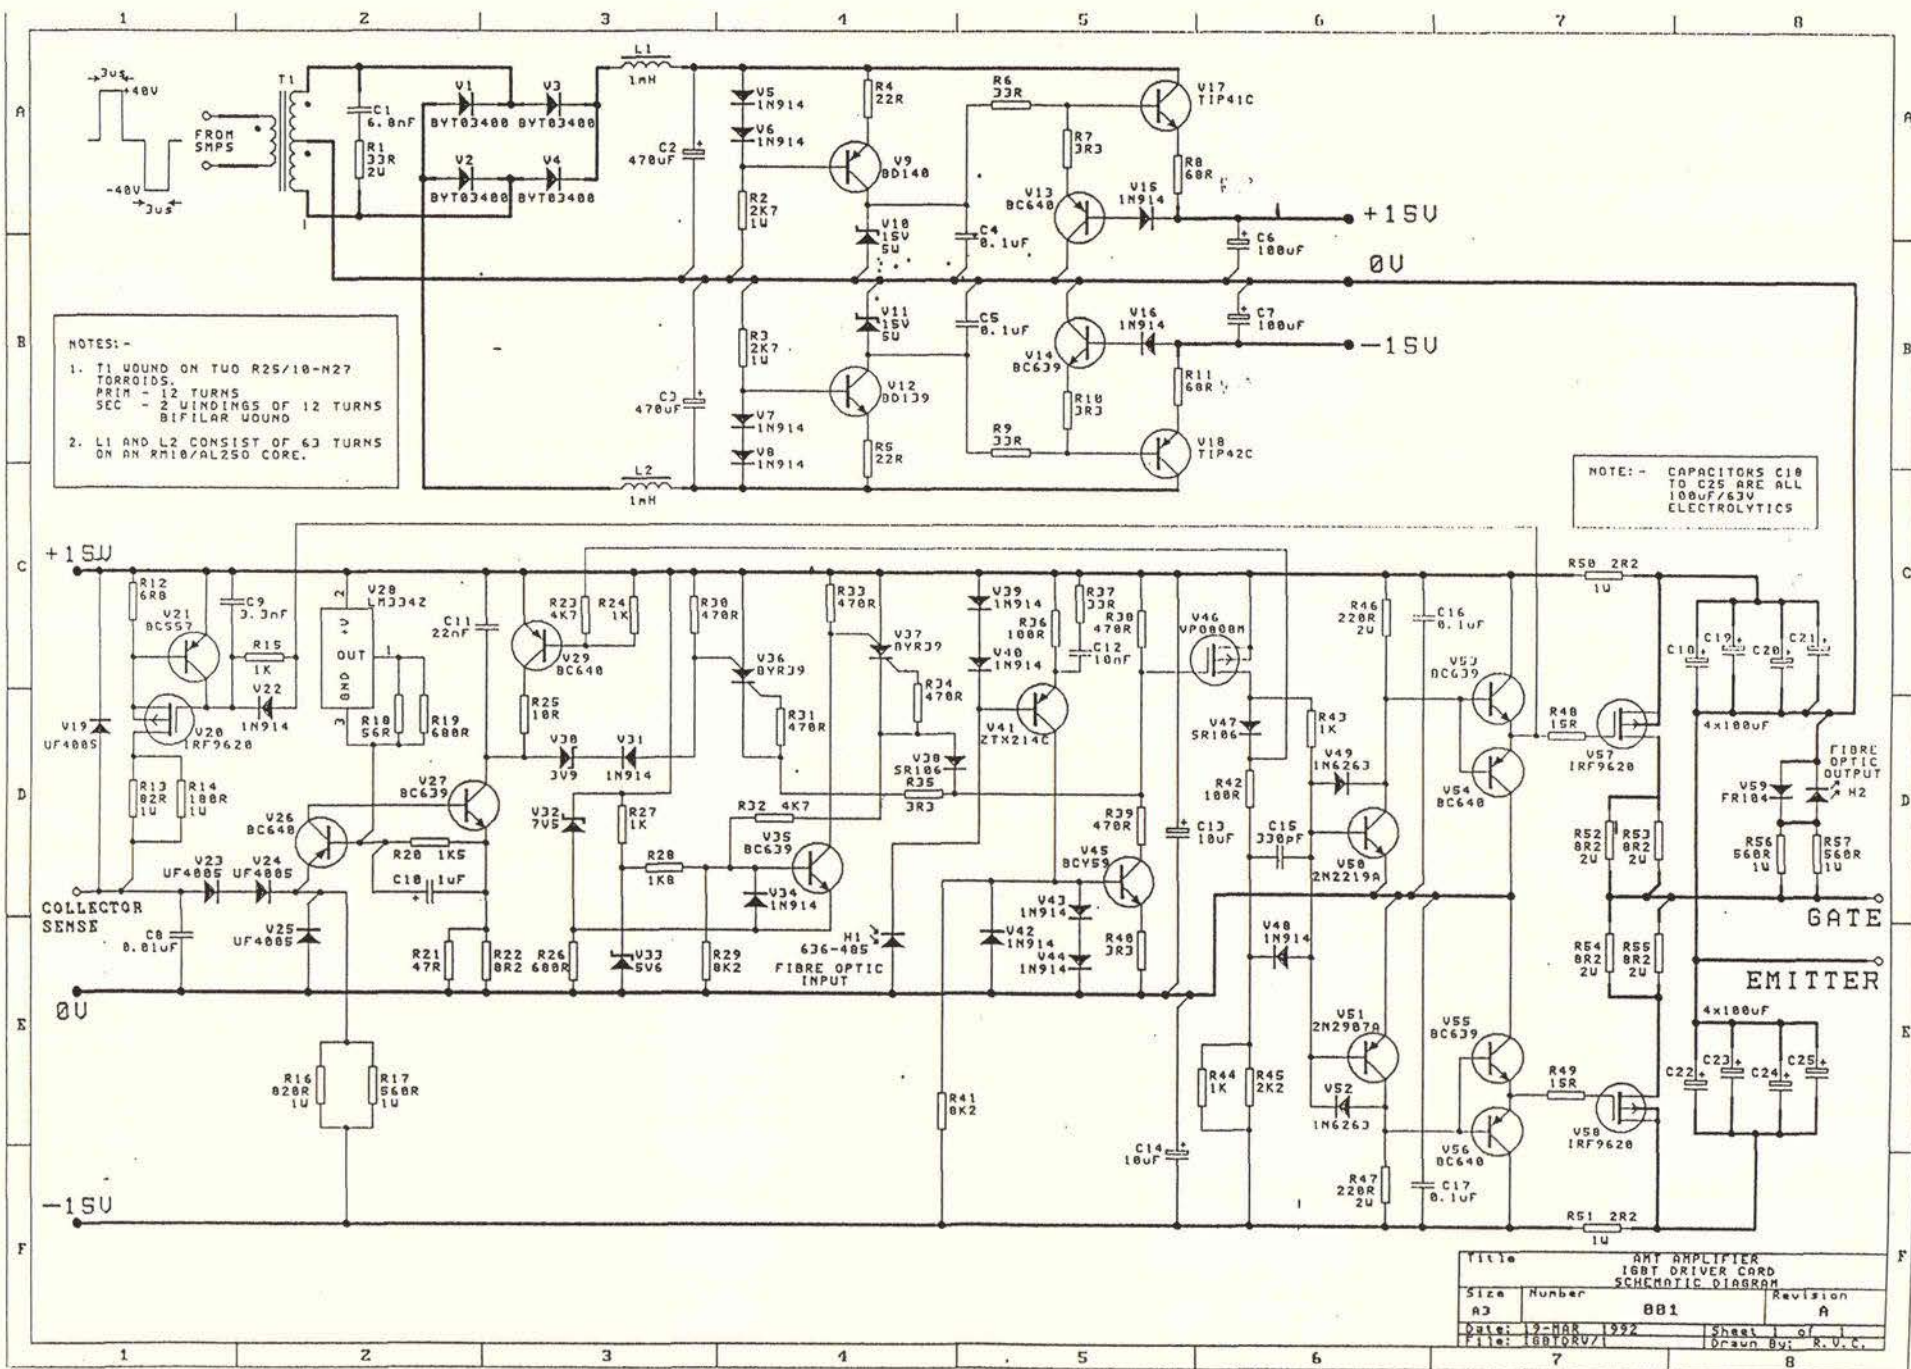 1 2 3 4 5 6 7 8
A
B
C
D
E
F
3us
+40V
-40V
3us
FROM
SMPS
T1
C1
6.8nF
R1
33R
2W
V1
BYT03400
V3
BYT03400
V2
BYT03400
V4
BYT03400
L1
1mH
C2
470uF
V5
1N914
V6
1N914
R2
2K7
1W
R4
22R
V9
BD140
V10
15V
5W
C4
0.1uF
R6
33R
R7
3R3
V13
BC640
V15
1N914
V17
TIP41C
R8
68R
C6
100uF
+15V
0V
-15V
C3
470uF
R3
2K7
1W
V7
1N914
V8
1N914
V11
15V
5W
V12
BD139
R5
22R
C5
0.1uF
V14
BC639
V16
1N914
C7
100uF
R9
33R
R10
3R3
R11
68R
V18
TIP42C
L2
1mH
NOTES:-
1. T1 WOUND ON TWO R25/10-N27
TORROIDS.
PRIM - 12 TURNS
SEC - 2 WINDINGS OF 12 TURNS
BIFILAR WOUND
2. L1 AND L2 CONSIST OF 63 TURNS
ON AN RM10/AL250 CORE.
NOTE:- CAPACITORS C18
TO C25 ARE ALL
100uF/63V
ELECTROLYTICS
+15V
R12
6R8
V21
BC557
C9
3.3nF
R15
1K
V22
1N914
V19
UF4005
V20
IRF9620
R13
82R
1W
R14
180R
1W
V28
LM334Z
2
+V
OUT
1
GND
3
R18
56R
R19
680R
C11
22nF
V27
BC639
V26
BC640
R20 1K5
C10 1uF
V23
UF4005
V24
UF4005
V25
UF4005
C8
0.01uF
COLLECTOR
SENSE
R21
47R
R22
8R2
R16
820R
1W
R17
560R
1W
0V
-15V
R23
4K7
R24
1K
V29
BC640
R25
10R
V30
3V9
V31
1N914
V32
7V5
R27
1K
R28
1K8
R26
680R
V33
5V6
R29
8K2
R30
470R
V36
BYR39
R31
470R
R32 4K7
V34
1N914
V35
BC639
R33
470R
V37
BYR39
R34
470R
V38
SR106
R35
3R3
H1
636-485
FIBRE OPTIC
INPUT
V39
1N914
V40
1N914
V41
ZTX214C
R36
100R
R37
33R
C12
10nF
R38
470R
R39
470R
V45
BCY59
V43
1N914
V42
1N914
V44
1N914
R40
3R3
R41
8K2
C13
10uF
C14
10uF
V46
VP0808M
V47
SR106
R42
100R
R43
1K
V49
1N6263
C15
330pF
V50
2N2219A
V48
1N914
R44
1K
R45
2K2
V51
2N2907A
V52
1N6263
R46
220R
2W
R47
220R
2W
C16
0.1uF
C17
0.1uF
V53
BC639
V54
BC640
V55
BC639
V56
BC640
R48
15R
R49
15R
V57
IRF9620
V58
IRF9620
R50 2R2
1W
R51 2R2
1W
R52
8R2
2W
R53
8R2
2W
R54
8R2
2W
R55
8R2
2W
C18
C19
C20
C21
4x100uF
V59
FR104
FIBRE
OPTIC
OUTPUT
H2
R56
560R
1W
R57
560R
1W
GATE
EMITTER
4x100uF
C22
C23
C24
C25
Title
AMT AMPLIFIER
IGBT DRIVER CARD
SCHEMATIC DIAGRAM
Size Number Revision
A3 001 A
Date: 19-MAR 1992 Sheet 1 of 1
File: IGBTDRV/1 Drawn By: R.V.C.
1 2 3 4 5 6 7 8